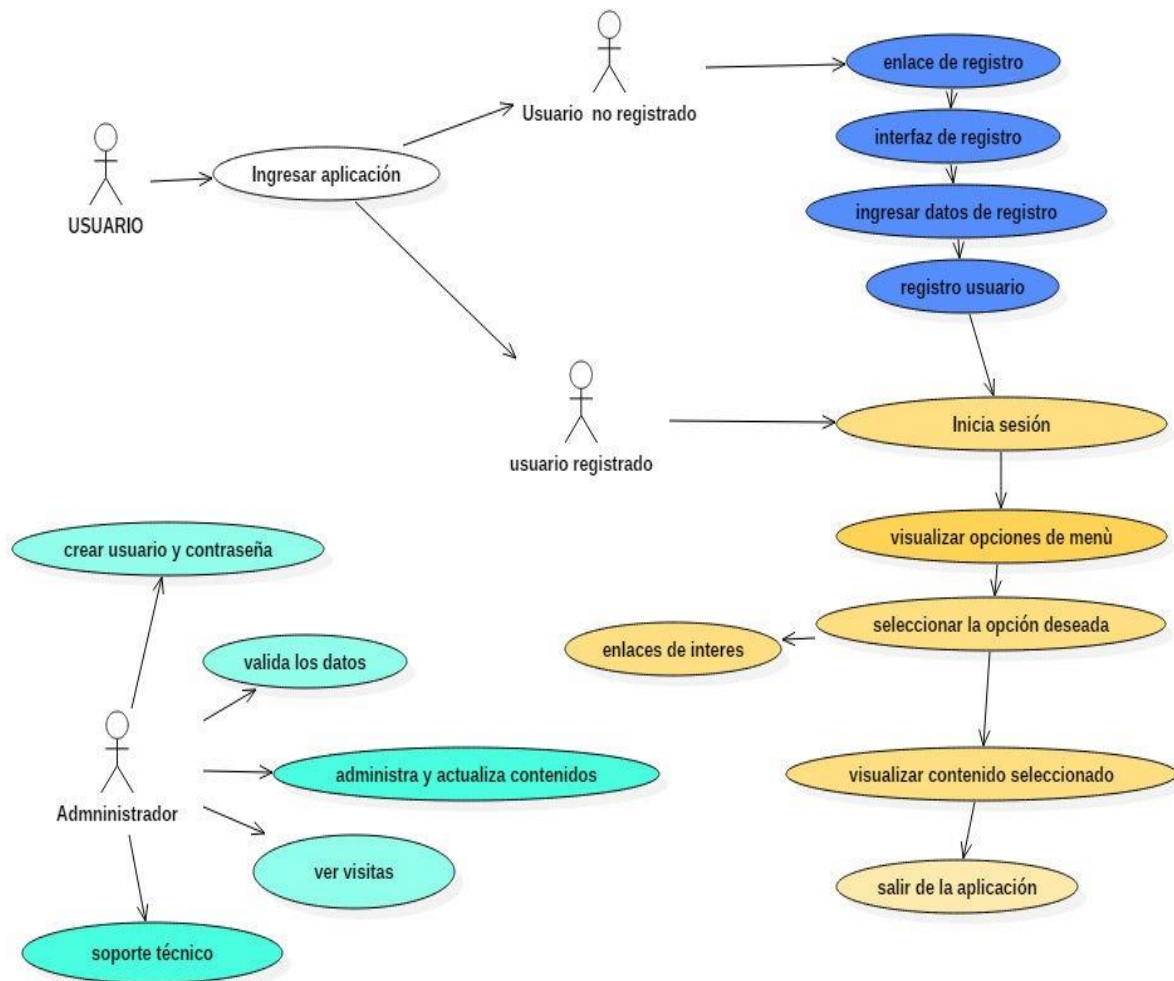 Usuario no registrado
enlace de registro
interfaz de registro
USUARIO
Ingresar aplicación
ingresar datos de registro
registro usuario
usuario registrado
Inicia sesión
visualizar opciones de menù
seleccionar la opción deseada
enlaces de interes
visualizar contenido seleccionado
salir de la aplicación
crear usuario y contraseña
valida los datos
administra y actualiza contenidos
Admninistrador
ver visitas
soporte técnico